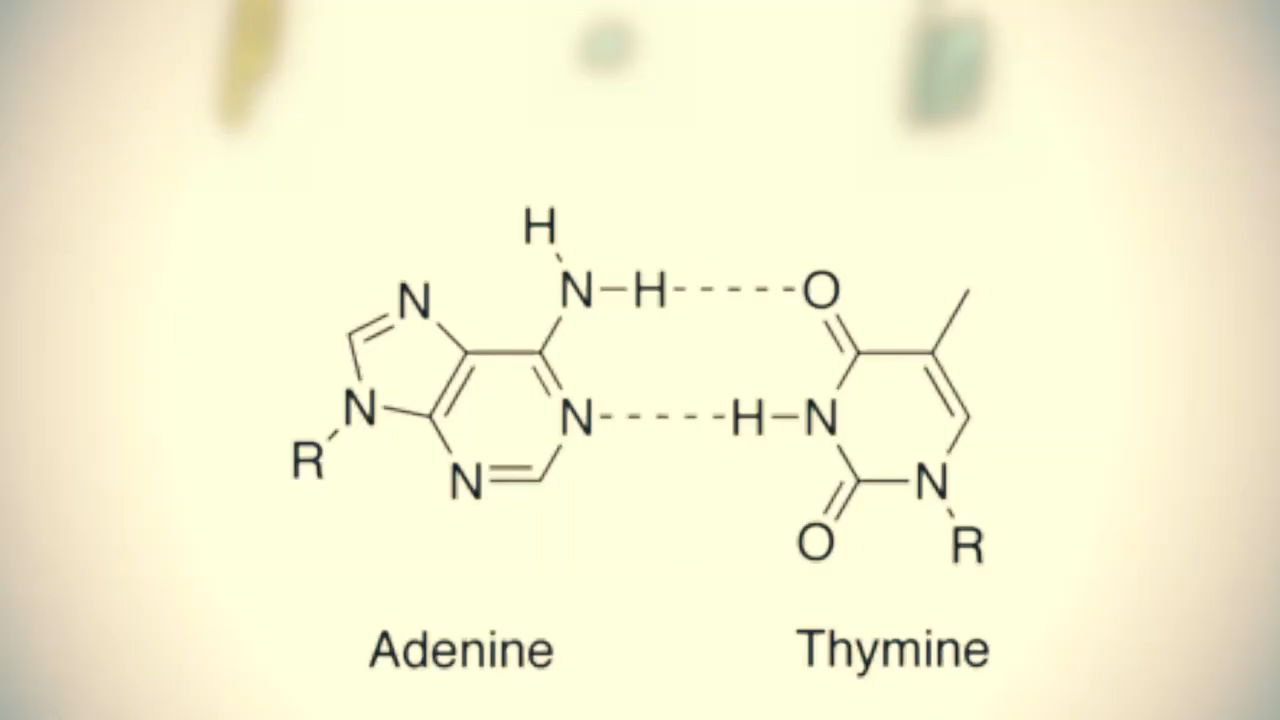 H
N H O
N
N H N
N
R N N
O R
Adenine Thymine